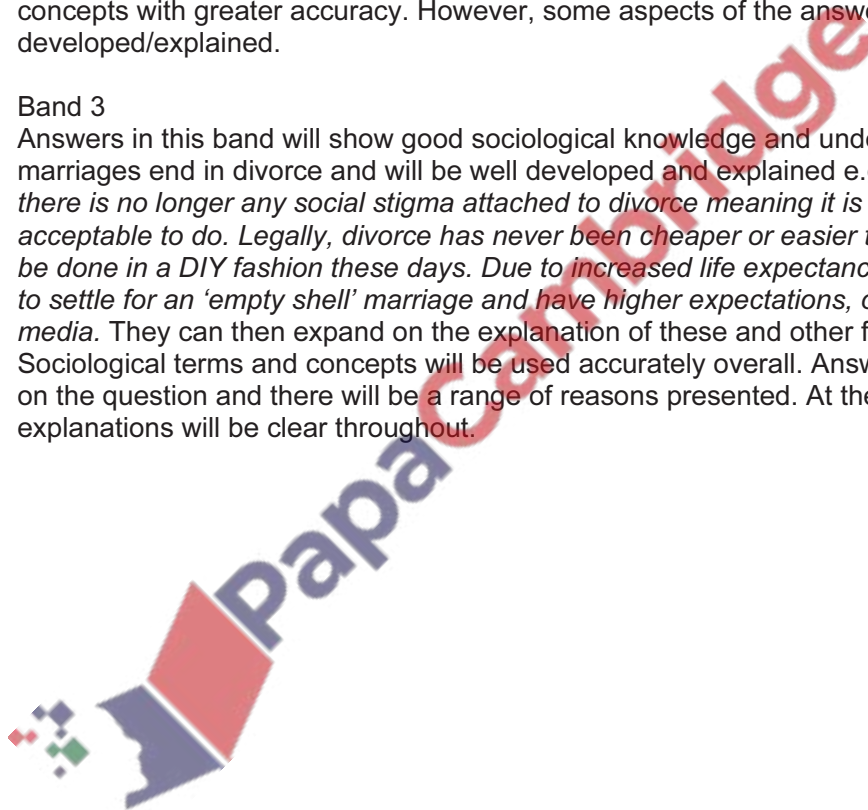 concepts with greater accuracy. However, some aspects of the answe
developed/explained.
Band 3
Answers in this band will show good sociological knowledge and unde
marriages end in divorce and will be well developed and explained e.
there is no longer any social stigma attached to divorce meaning it is
acceptable to do. Legally, divorce has never been cheaper or easier t
be done in a DIY fashion these days. Due to increased life expectanc
to settle for an ‘empty shell’ marriage and have higher expectations, o
media. They can then expand on the explanation of these and other f
Sociological terms and concepts will be used accurately overall. Answ
on the question and there will be a range of reasons presented. At the
explanations will be clear throughout.
PapaCambridge